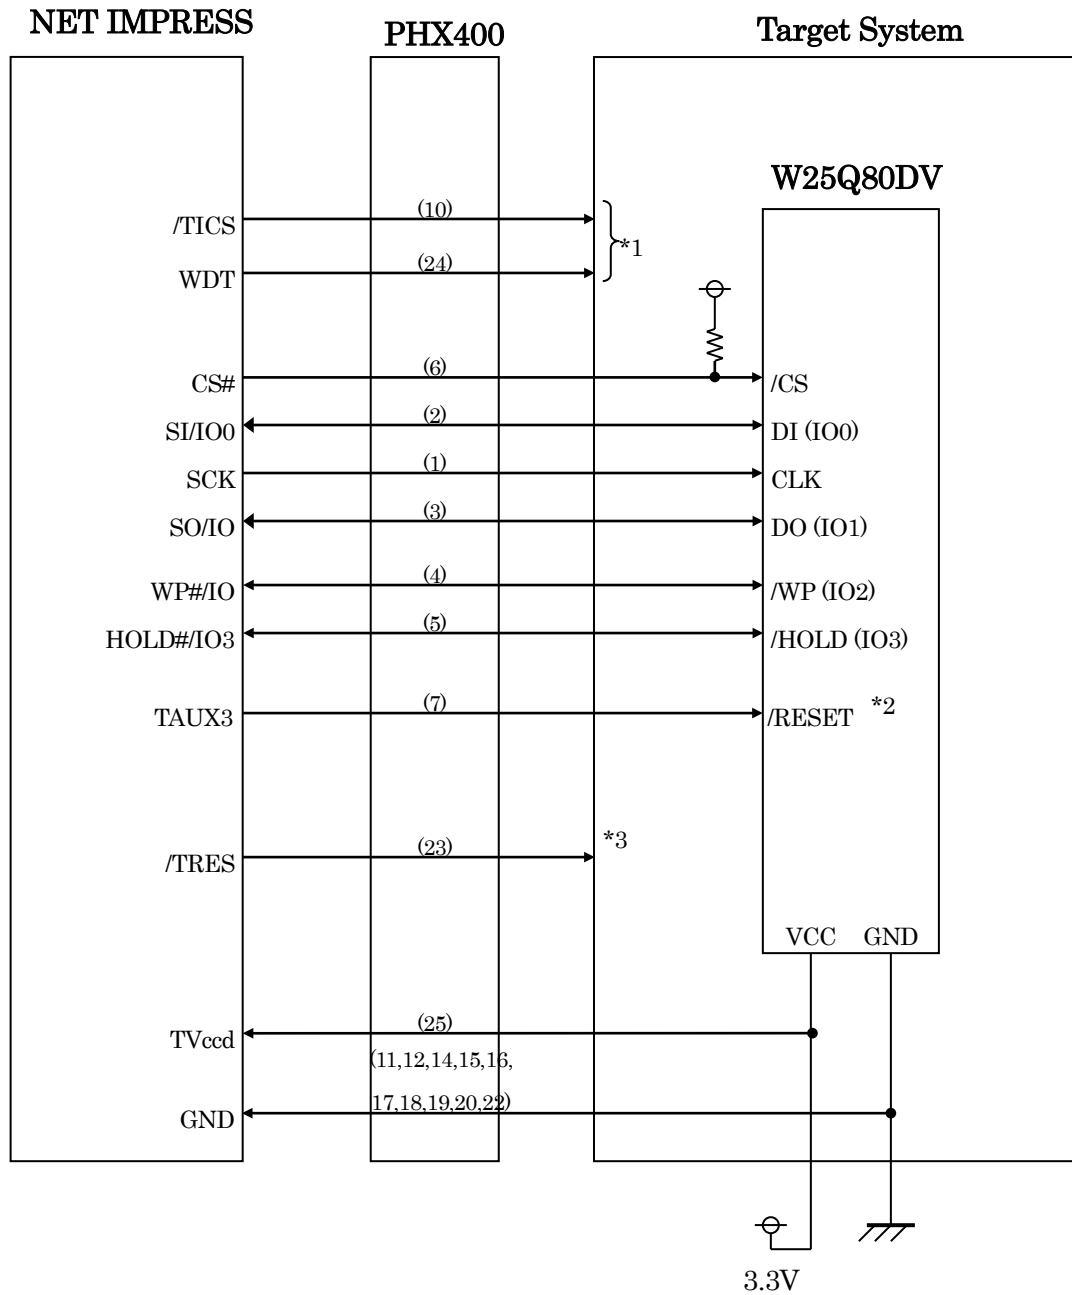 NET IMPRESS
PHX400
Target System
W25Q80DV
/TICS
(10)
*1
WDT
(24)
CS#
(6)
/CS
SI/IO0
(2)
DI (IO0)
SCK
(1)
CLK
SO/IO
(3)
DO (IO1)
WP#/IO
(4)
/WP (IO2)
HOLD#/IO3
(5)
/HOLD (IO3)
TAUX3
(7)
/RESET *2
/TRES
(23)
*3
VCC GND
TVccd
(25)
(11,12,14,15,16,
17,18,19,20,22)
GND
3.3V